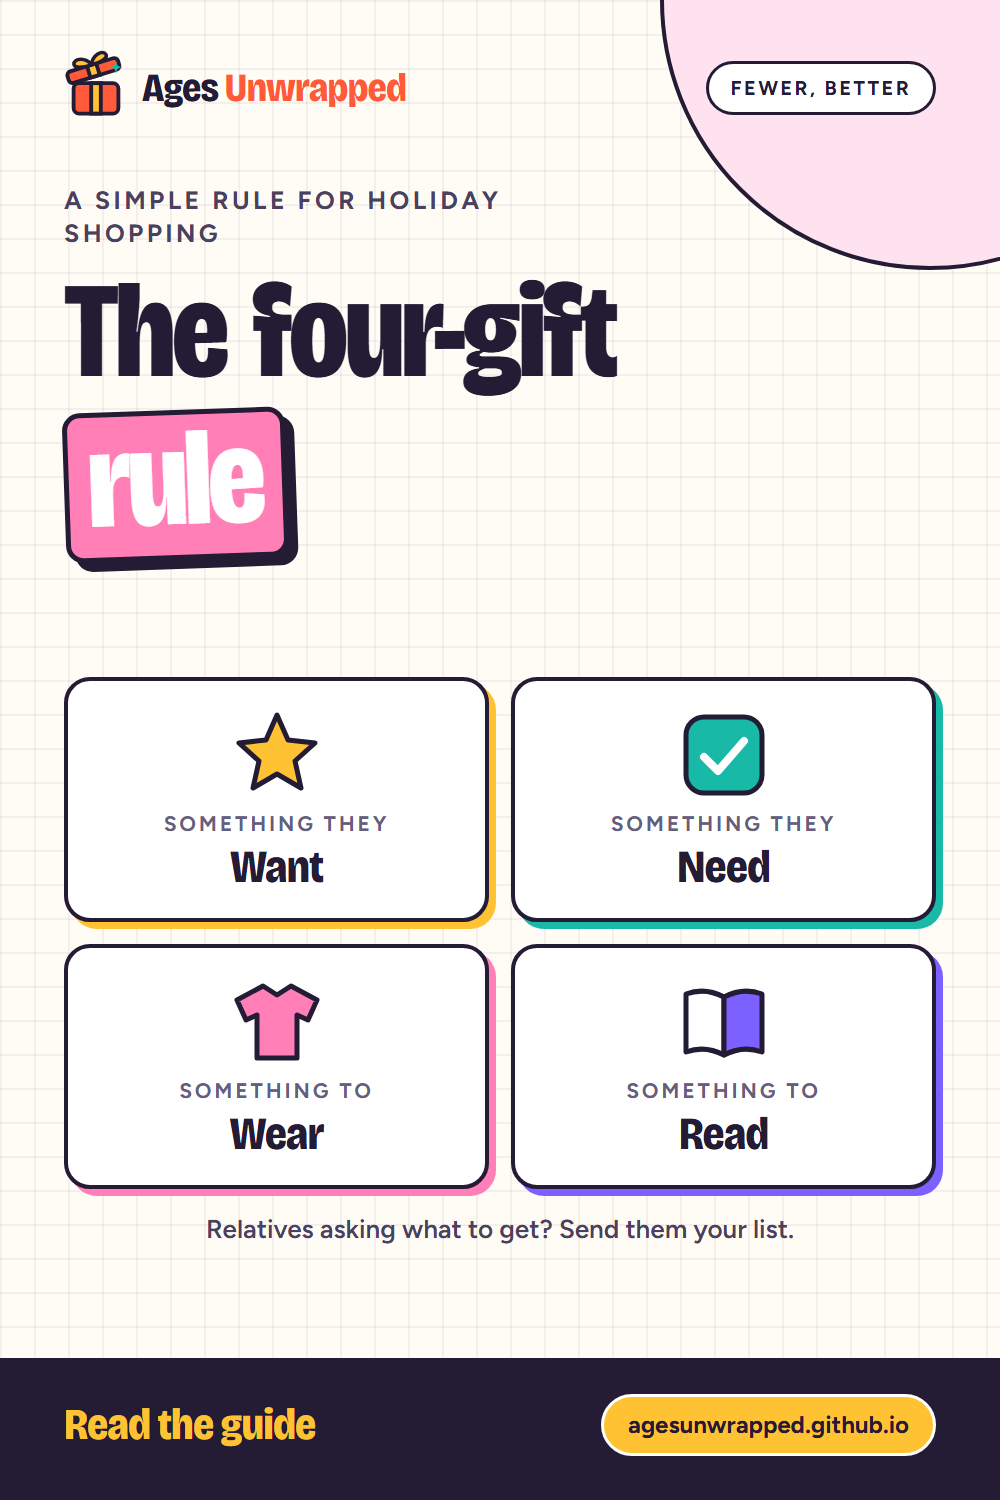 Ages Unwrapped
FEWER, BETTER
A SIMPLE RULE FOR HOLIDAY
SHOPPING
The four-gift
rule
SOMETHING THEY
Want
SOMETHING THEY
Need
SOMETHING TO
Wear
SOMETHING TO
Read
Relatives asking what to get? Send them your list.
Read the guide
agesunwrapped.github.io